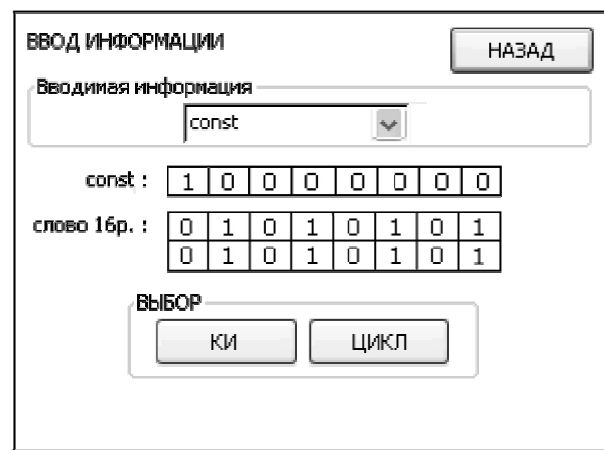 ВВОД ИНФОРМАЦИИ НАЗАД
Вводимая информация
const
const : 1 0 0 0 0 0 0 0
слово 16р. : 0 1 0 1 0 1 0 1
0 1 0 1 0 1 0 1
ВЫБОР
КИ ЦИКЛ